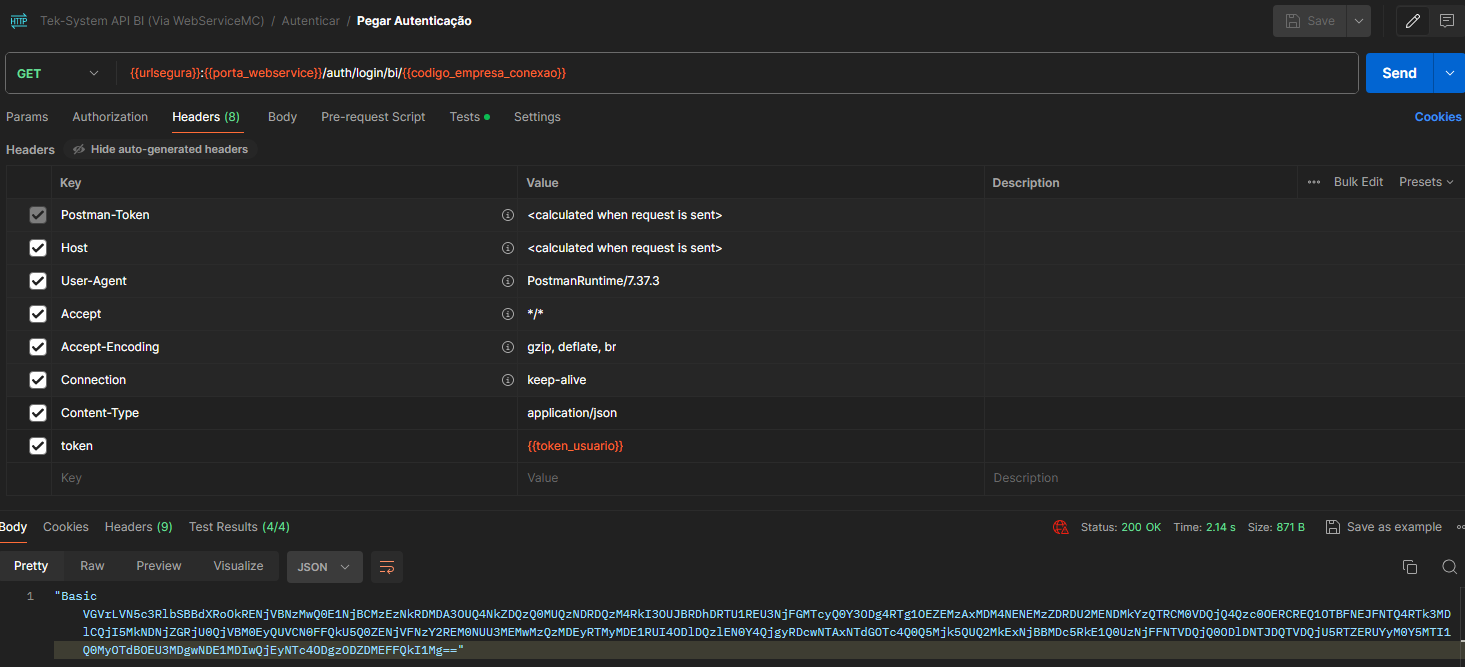 HTTP Tek-System API BI (Via WebServiceMC) / Autenticar / Pegar Autenticação Save
GET {{urlsegura}}:{{porta_webservice}}/auth/login/bi/{{codigo_empresa_conexao}} Send
Params Authorization Headers (8) Body Pre-request Script Tests Settings Cookies
Headers Hide auto-generated headers
Key Value Description Bulk Edit Presets
Postman-Token <calculated when request is sent>
Host <calculated when request is sent>
User-Agent PostmanRuntime/7.37.3
Accept */*
Accept-Encoding gzip, deflate, br
Connection keep-alive
Content-Type application/json
token {{token_usuario}}
Key Value Description
Body Cookies Headers (9) Test Results (4/4) Status: 200 OK Time: 2.14 s Size: 871 B Save as example
Pretty Raw Preview Visualize JSON
1 "Basic